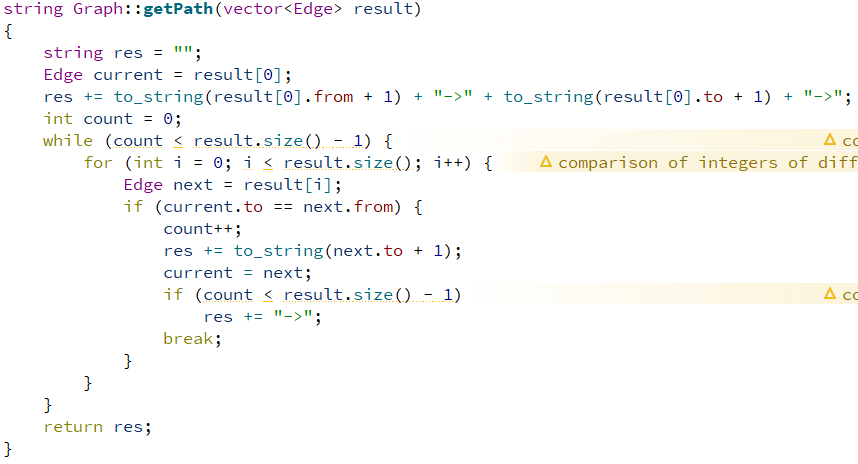 string Graph::getPath(vector<Edge> result)
{
    string res = "";
    Edge current = result[0];
    res += to_string(result[0].from + 1) + "->" + to_string(result[0].to + 1) + "->";
    int count = 0;
    while (count < result.size() - 1) {
        for (int i = 0; i < result.size(); i++) { comparison of integers of diff
            Edge next = result[i];
            if (current.to == next.from) {
                count++;
                res += to_string(next.to + 1);
                current = next;
                if (count < result.size() - 1)
                    res += "->";
                break;
            }
        }
    }
    return res;
}